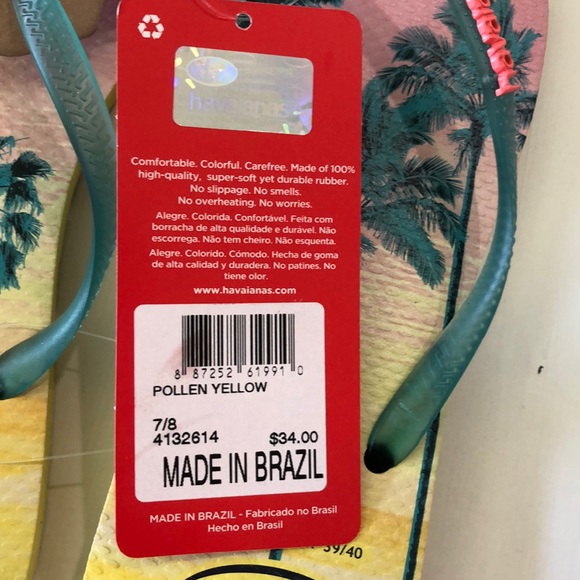 havaianas
Comfortable. Colorful. Carefree. Made of 100%
high-quality, super-soft yet durable rubber.
No slippage. No smells.
No overheating. No worries.
Alegre. Colorida. Confortável. Feita com
borracha de alta qualidade e durável. Não
escorrega. Não tem cheiro. Não esquenta.
Alegre. Colorido. Cómodo. Hecha de goma
de alta calidad y duradera. No patines. No
tiene olor.
www.havaianas.com
8 87252 61991 0
POLLEN YELLOW
7/8
4132614 $34.00
MADE IN BRAZIL
MADE IN BRAZIL - Fabricado no Brasil
Hecho en Brasil
39/40